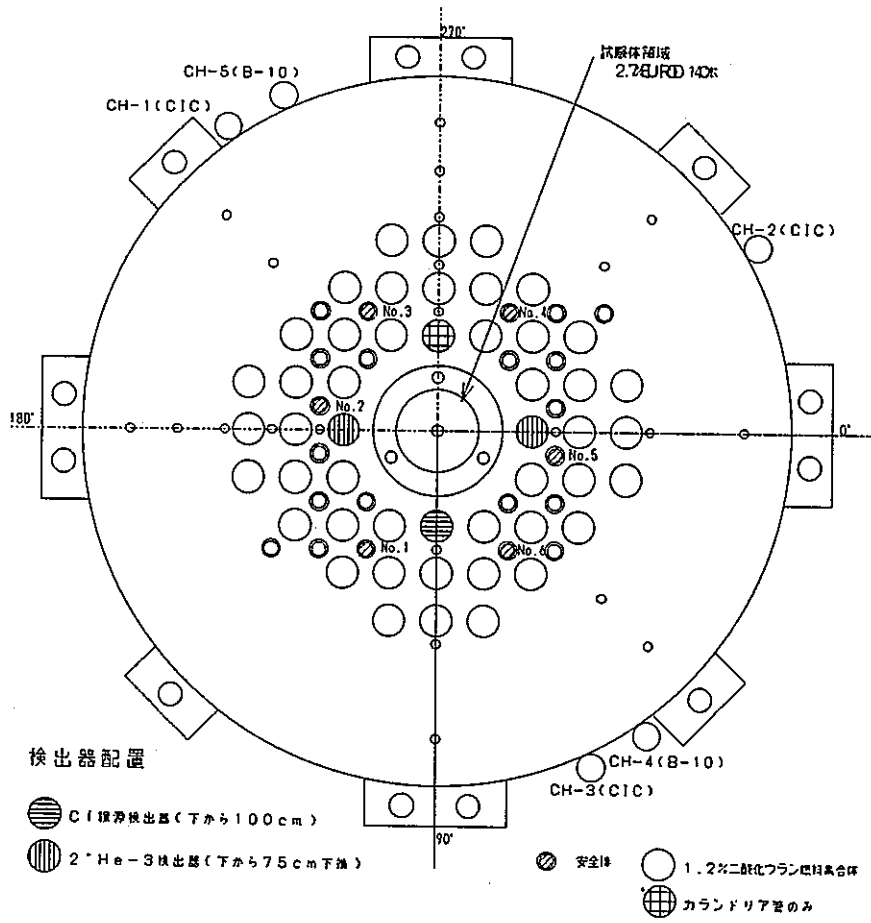 270°
試験体領域
2.7%EURD 140本
CH-5(B-10)
CH-1(CIC)
CH-2(CIC)
No.3
No.4
No.2
180°
0°
No.5
No.1
No.6
CH-4(B-10)
CH-3(CIC)
90°
検出器配置
Cf線源検出器(下から100cm)
2"He-3検出器(下から75cm下端)
安全体
1.2%二酸化ウラン燃料集合体
カランドリア管のみ